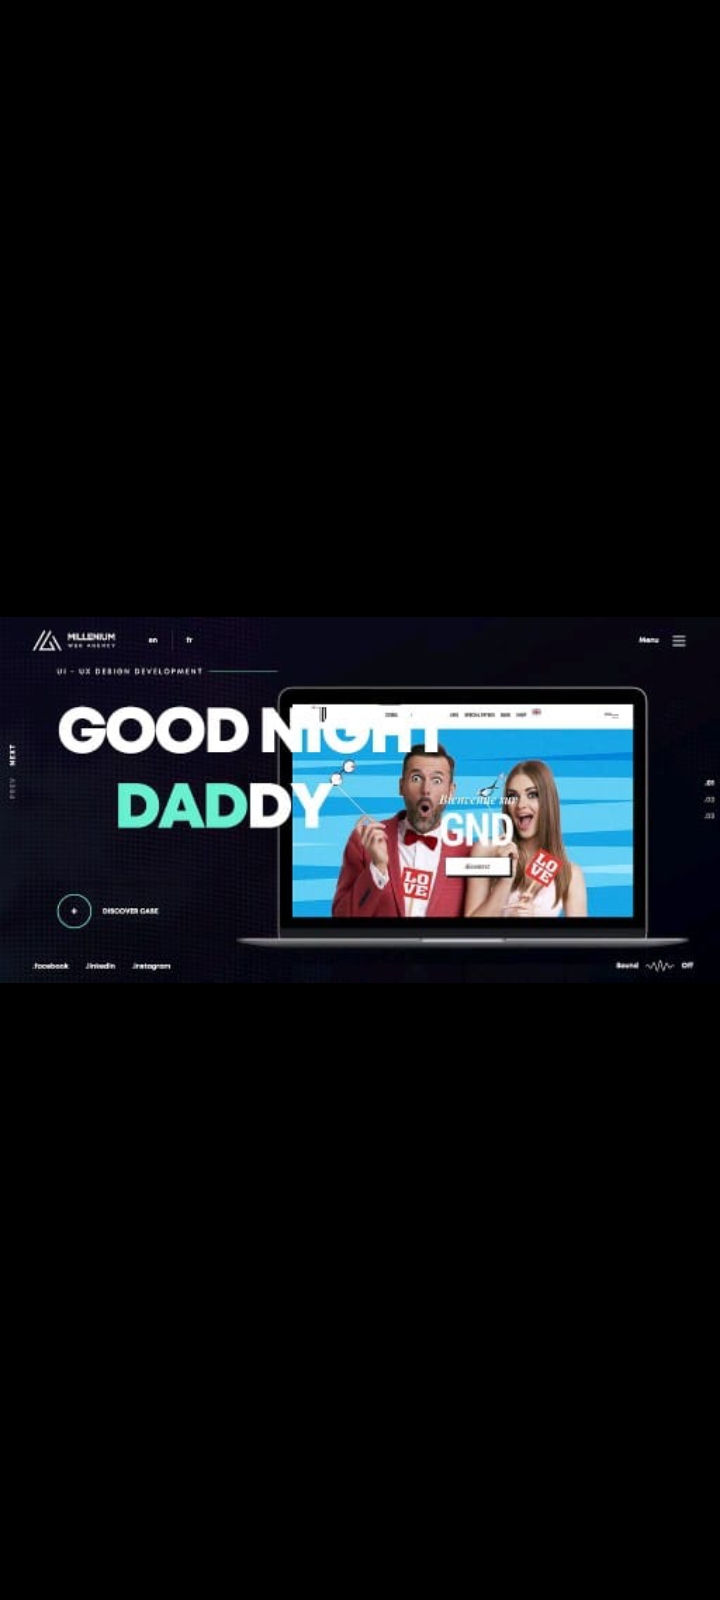 MILLENIUM
WEB AGENCY
en
fr
Menu
UI - UX DESIGN DEVELOPMENT
GOOD NIGHT
DADDY
NEXT
PREV
Bienvenue sur
GND
LOVE
LOVE
.01
.02
.03
DISCOVER CASE
.facebook
.linkedin
.instagram
Sound
Off